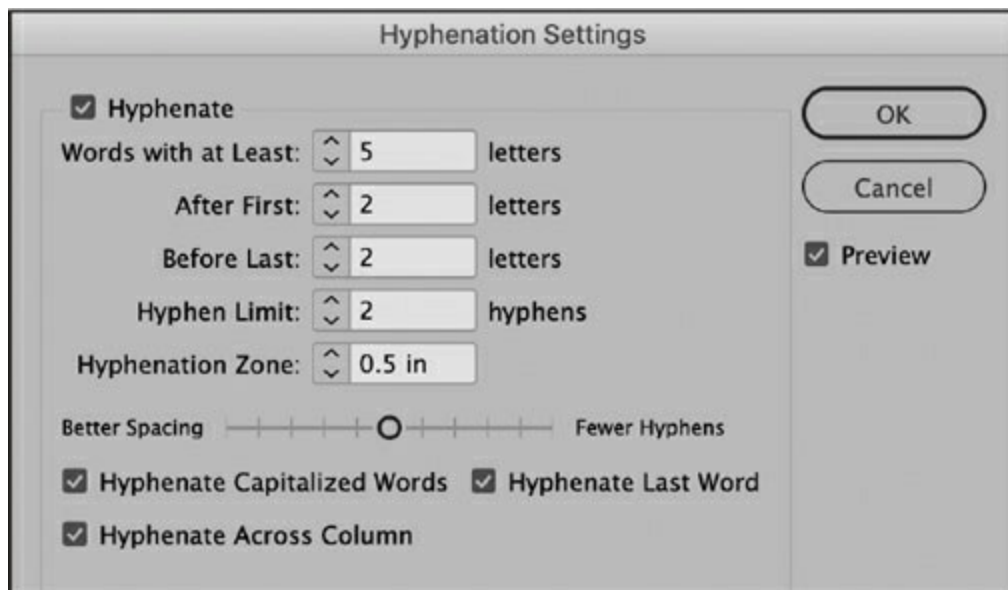 Hyphenation Settings
Hyphenate
Words with at Least: 5 letters
After First: 2 letters
Before Last: 2 letters
Hyphen Limit: 2 hyphens
Hyphenation Zone: 0.5 in
Better Spacing Fewer Hyphens
Hyphenate Capitalized Words Hyphenate Last Word
Hyphenate Across Column
OK
Cancel
Preview